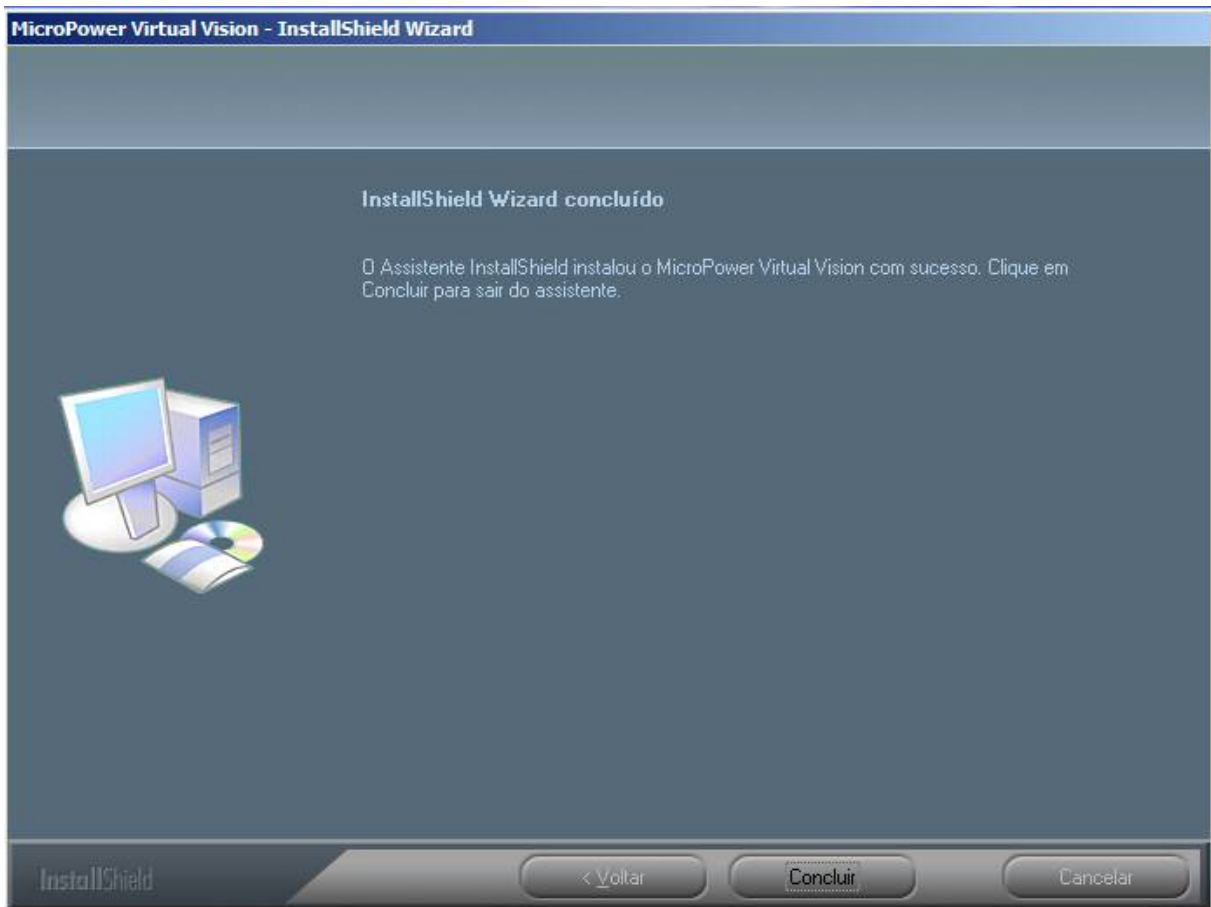 MicroPower Virtual Vision - InstallShield Wizard
InstallShield Wizard concluído
O Assistente InstallShield instalou o MicroPower Virtual Vision com sucesso. Clique em
Concluir para sair do assistente.
InstallShield
< Voltar
Concluir
Cancelar